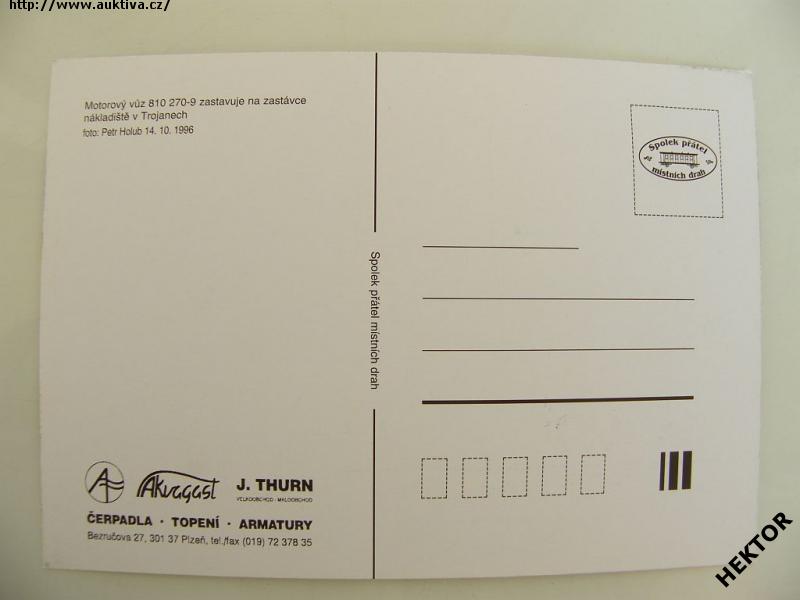 http://www.auktiva.cz/
Motorový vůz 810 270-9 zastavuje na zastávce
nákladiště v Trojanech
foto: Petr Holub 14. 10. 1996
Spolek přátel
místních drah
Spolek přátel místních drah
Akvagast
J. THURN
VELKOOBCHOD - MALOOBCHOD
ČERPADLA · TOPENÍ · ARMATURY
Bezručova 27, 301 37 Plzeň, tel./fax (019) 72 378 35
HEKTOR